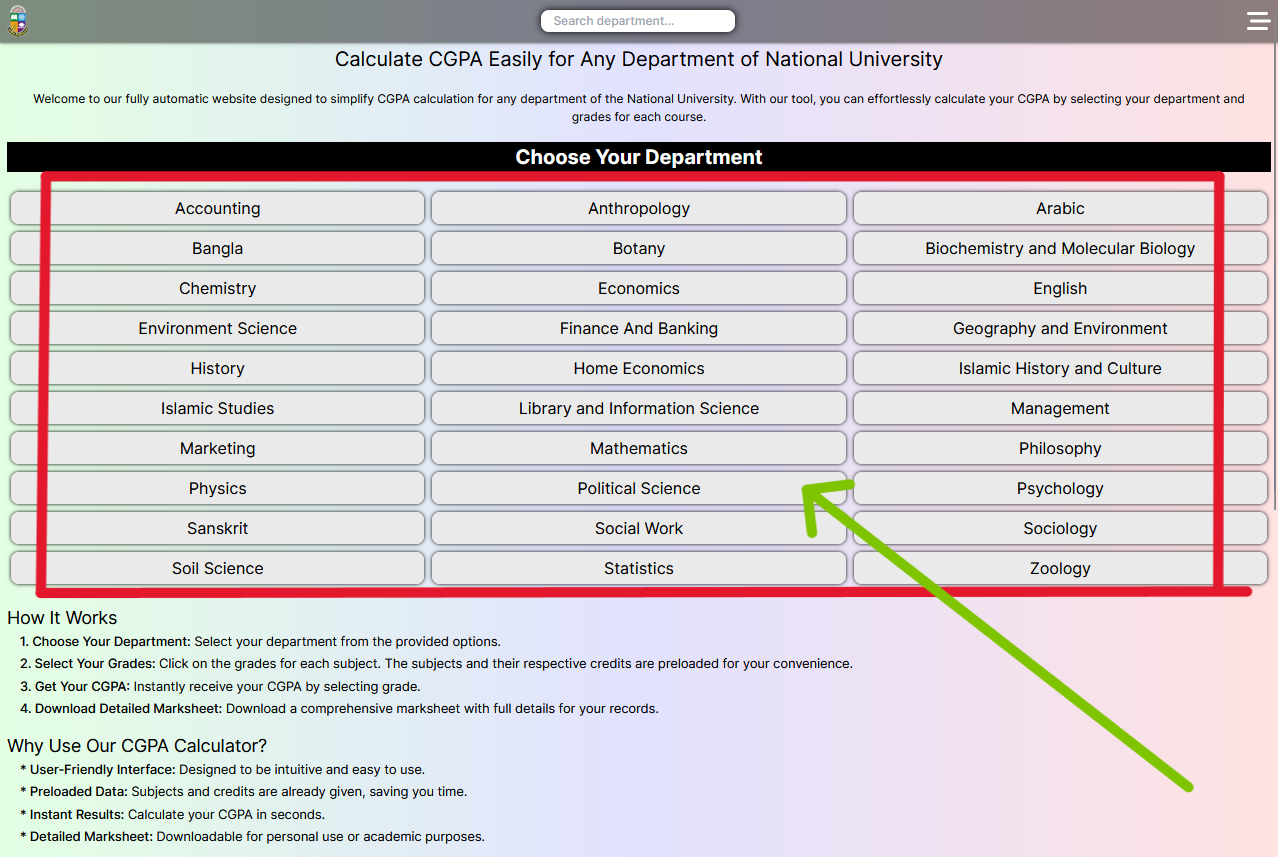 Search department...
Calculate CGPA Easily for Any Department of National University
Welcome to our fully automatic website designed to simplify CGPA calculation for any department of the National University. With our tool, you can effortlessly calculate your CGPA by selecting your department and
grades for each course.
Choose Your Department
Accounting Anthropology Arabic
Bangla Botany Biochemistry and Molecular Biology
Chemistry Economics English
Environment Science Finance And Banking Geography and Environment
History Home Economics Islamic History and Culture
Islamic Studies Library and Information Science Management
Marketing Mathematics Philosophy
Physics Political Science Psychology
Sanskrit Social Work Sociology
Soil Science Statistics Zoology
How It Works
1. Choose Your Department: Select your department from the provided options.
2. Select Your Grades: Click on the grades for each subject. The subjects and their respective credits are preloaded for your convenience.
3. Get Your CGPA: Instantly receive your CGPA by selecting grade.
4. Download Detailed Marksheet: Download a comprehensive marksheet with full details for your records.
Why Use Our CGPA Calculator?
* User-Friendly Interface: Designed to be intuitive and easy to use.
* Preloaded Data: Subjects and credits are already given, saving you time.
* Instant Results: Calculate your CGPA in seconds.
* Detailed Marksheet: Downloadable for personal use or academic purposes.